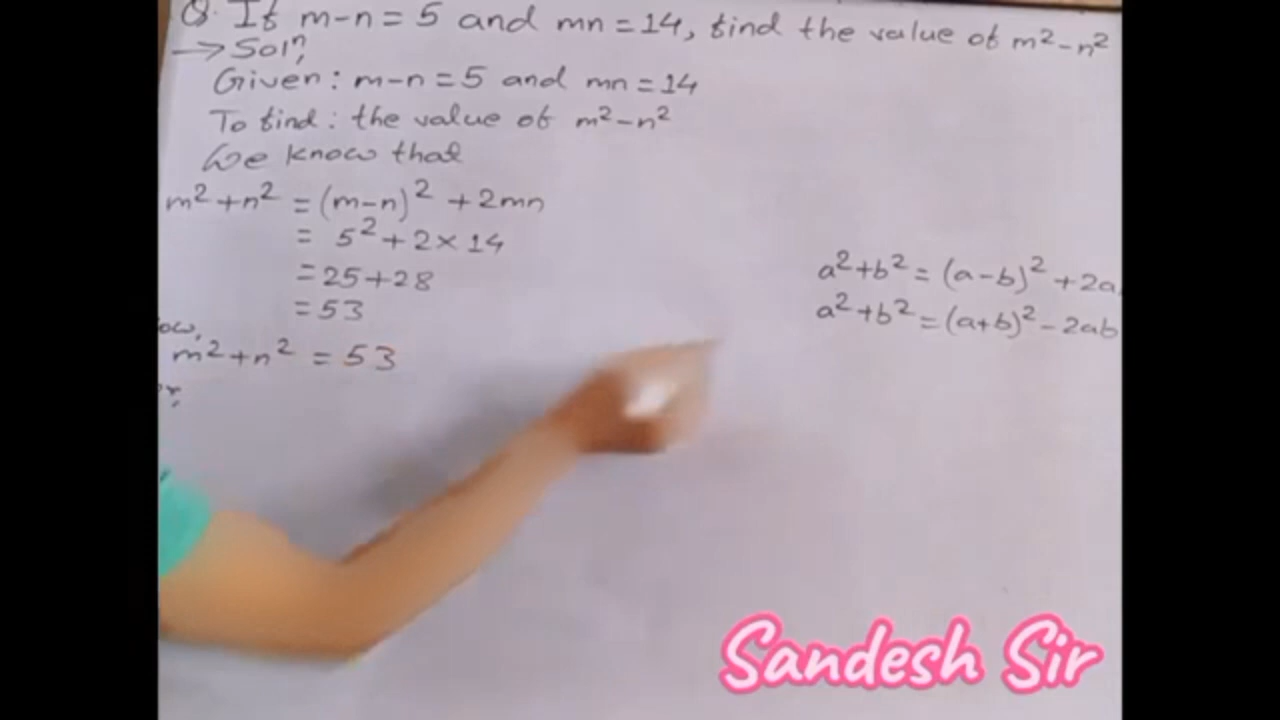 Q. If m-n = 5 and mn = 14, find the value of m²-n²
→ Solⁿ,
Given: m-n = 5 and mn = 14
To find: the value of m²-n²
We know that
m²+n² = (m-n)² + 2mn
= 5² + 2×14
= 25+28
= 53
ow,
m²+n² = 53
r,
a²+b² = (a-b)² + 2a
a²+b² = (a+b)² - 2ab
Sandesh Sir